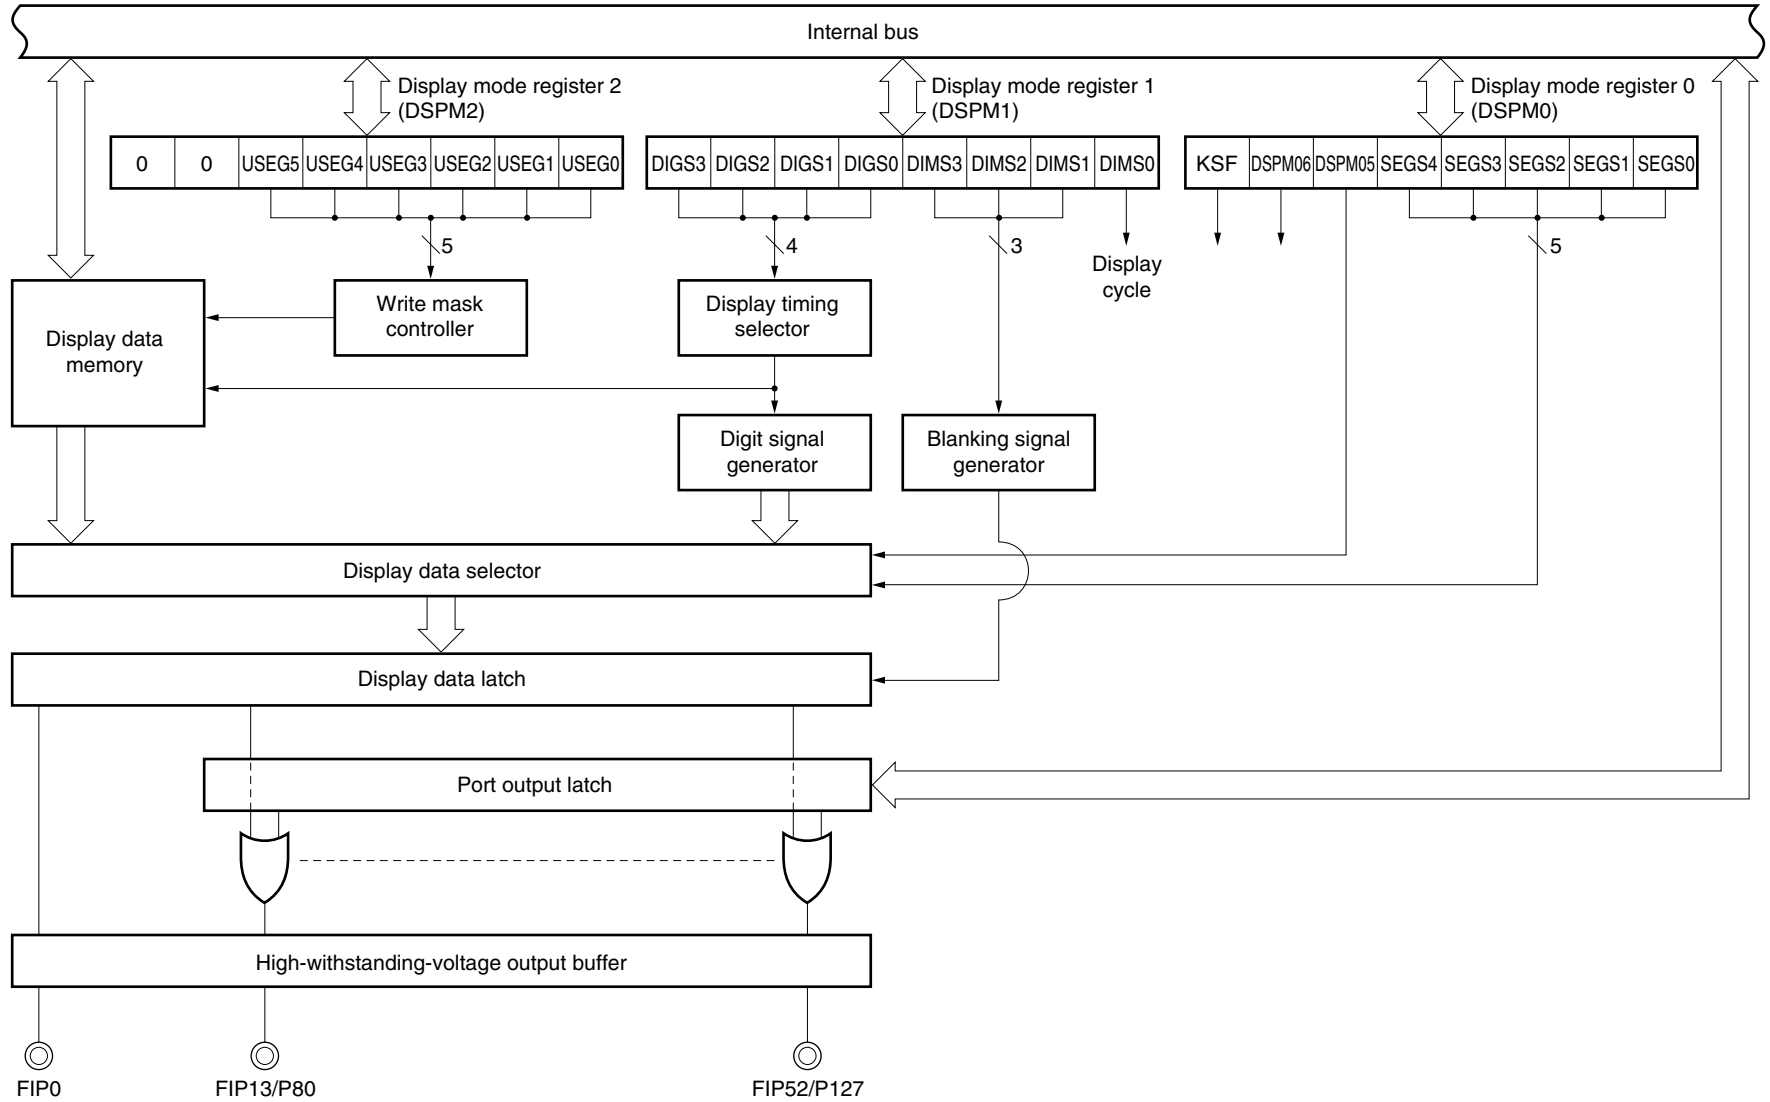 Internal bus
Display mode register 2
(DSPM2)
Display mode register 1
(DSPM1)
Display mode register 0
(DSPM0)
0 0 USEG5 USEG4 USEG3 USEG2 USEG1 USEG0
DIGS3 DIGS2 DIGS1 DIGS0 DIMS3 DIMS2 DIMS1 DIMS0
KSF DSPM06 DSPM05 SEGS4 SEGS3 SEGS2 SEGS1 SEGS0
5
4
3
5
Display
cycle
Display data
memory
Write mask
controller
Display timing
selector
Digit signal
generator
Blanking signal
generator
Display data selector
Display data latch
Port output latch
High-withstanding-voltage output buffer
FIP0
FIP13/P80
FIP52/P127